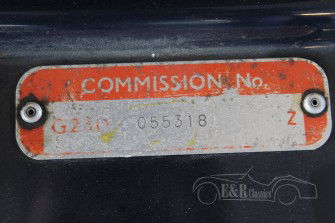 COMMISSION No.
G23D 055318 Z
E&R Classics